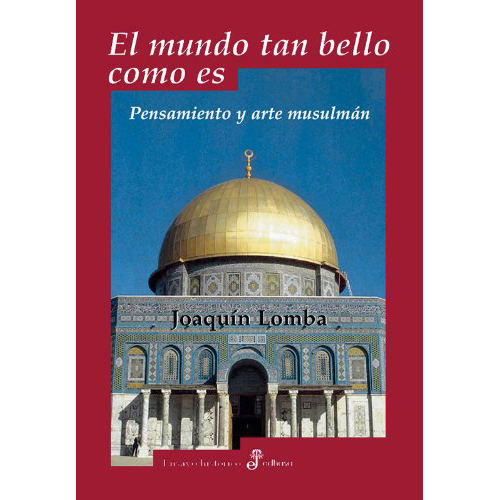 El mundo tan bello
como es
Pensamiento y arte musulmán
Joaquín Lomba
Ensayo histórico edhasa